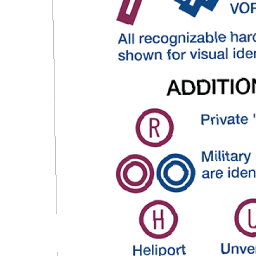 VOR
All recognizable hard
shown for visual iden
ADDITION
R Private "
Military
are iden
H U
Heliport Unver